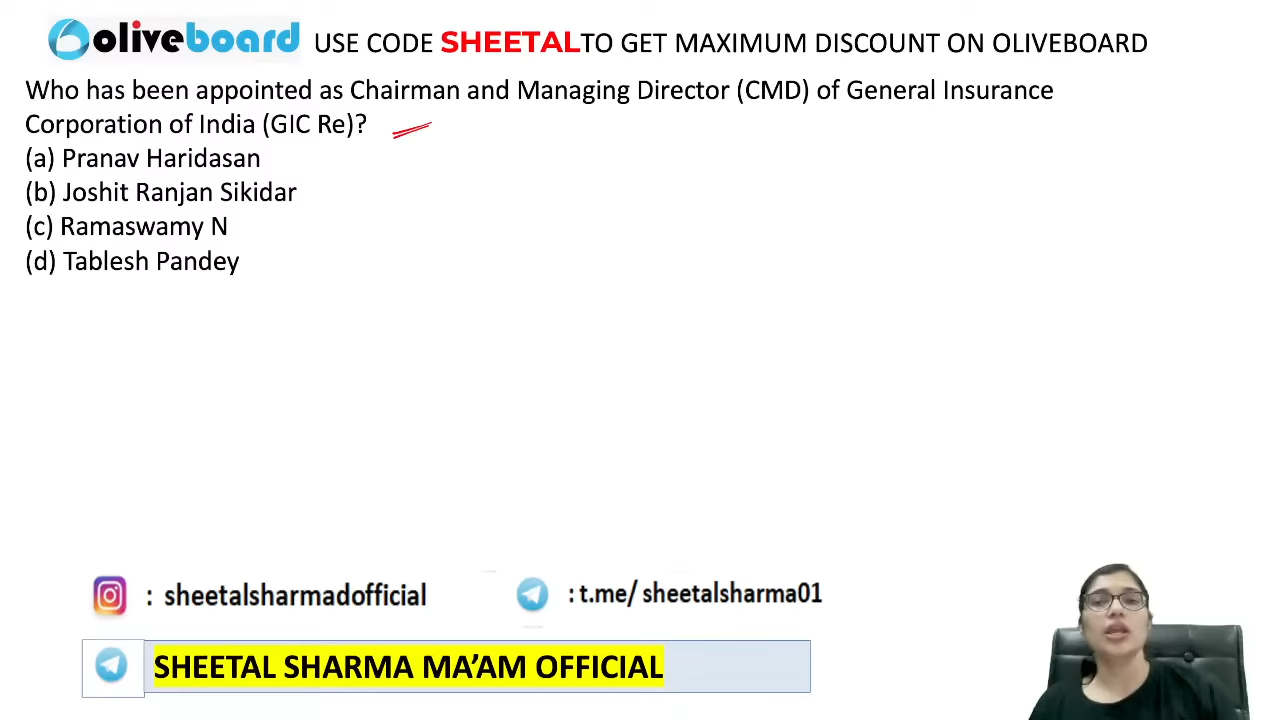 oliveboard USE CODE SHEETALTO GET MAXIMUM DISCOUNT ON OLIVEBOARD
Who has been appointed as Chairman and Managing Director (CMD) of General Insurance
Corporation of India (GIC Re)?
(a) Pranav Haridasan
(b) Joshit Ranjan Sikidar
(c) Ramaswamy N
(d) Tablesh Pandey
: sheetalsharmadofficial : t.me/ sheetalsharma01
SHEETAL SHARMA MA’AM OFFICIAL